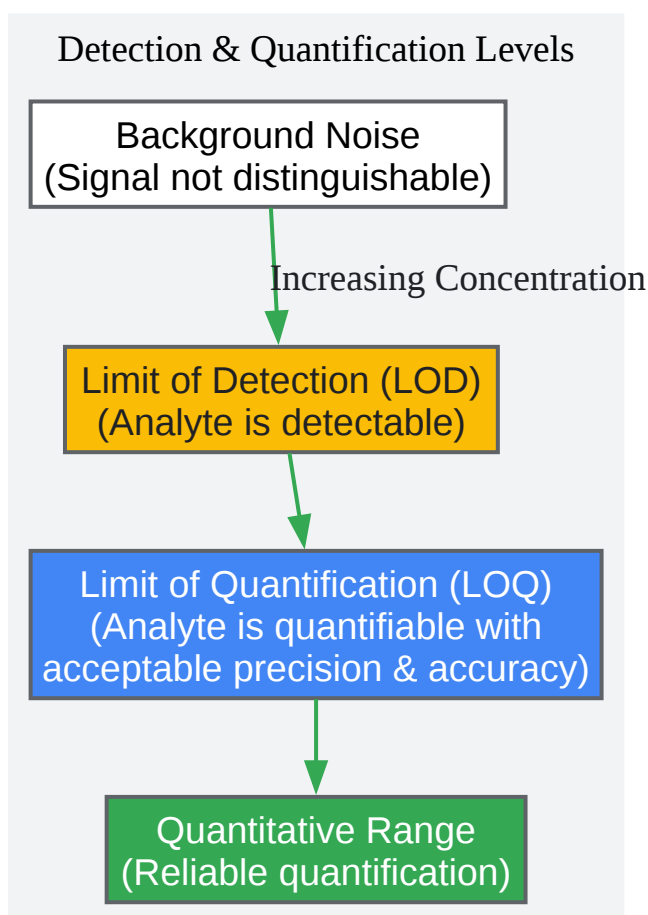 Detection & Quantification Levels
Background Noise
(Signal not distinguishable)
Increasing Concentration
Limit of Detection (LOD)
(Analyte is detectable)
Limit of Quantification (LOQ)
(Analyte is quantifiable with
acceptable precision & accuracy)
Quantitative Range
(Reliable quantification)